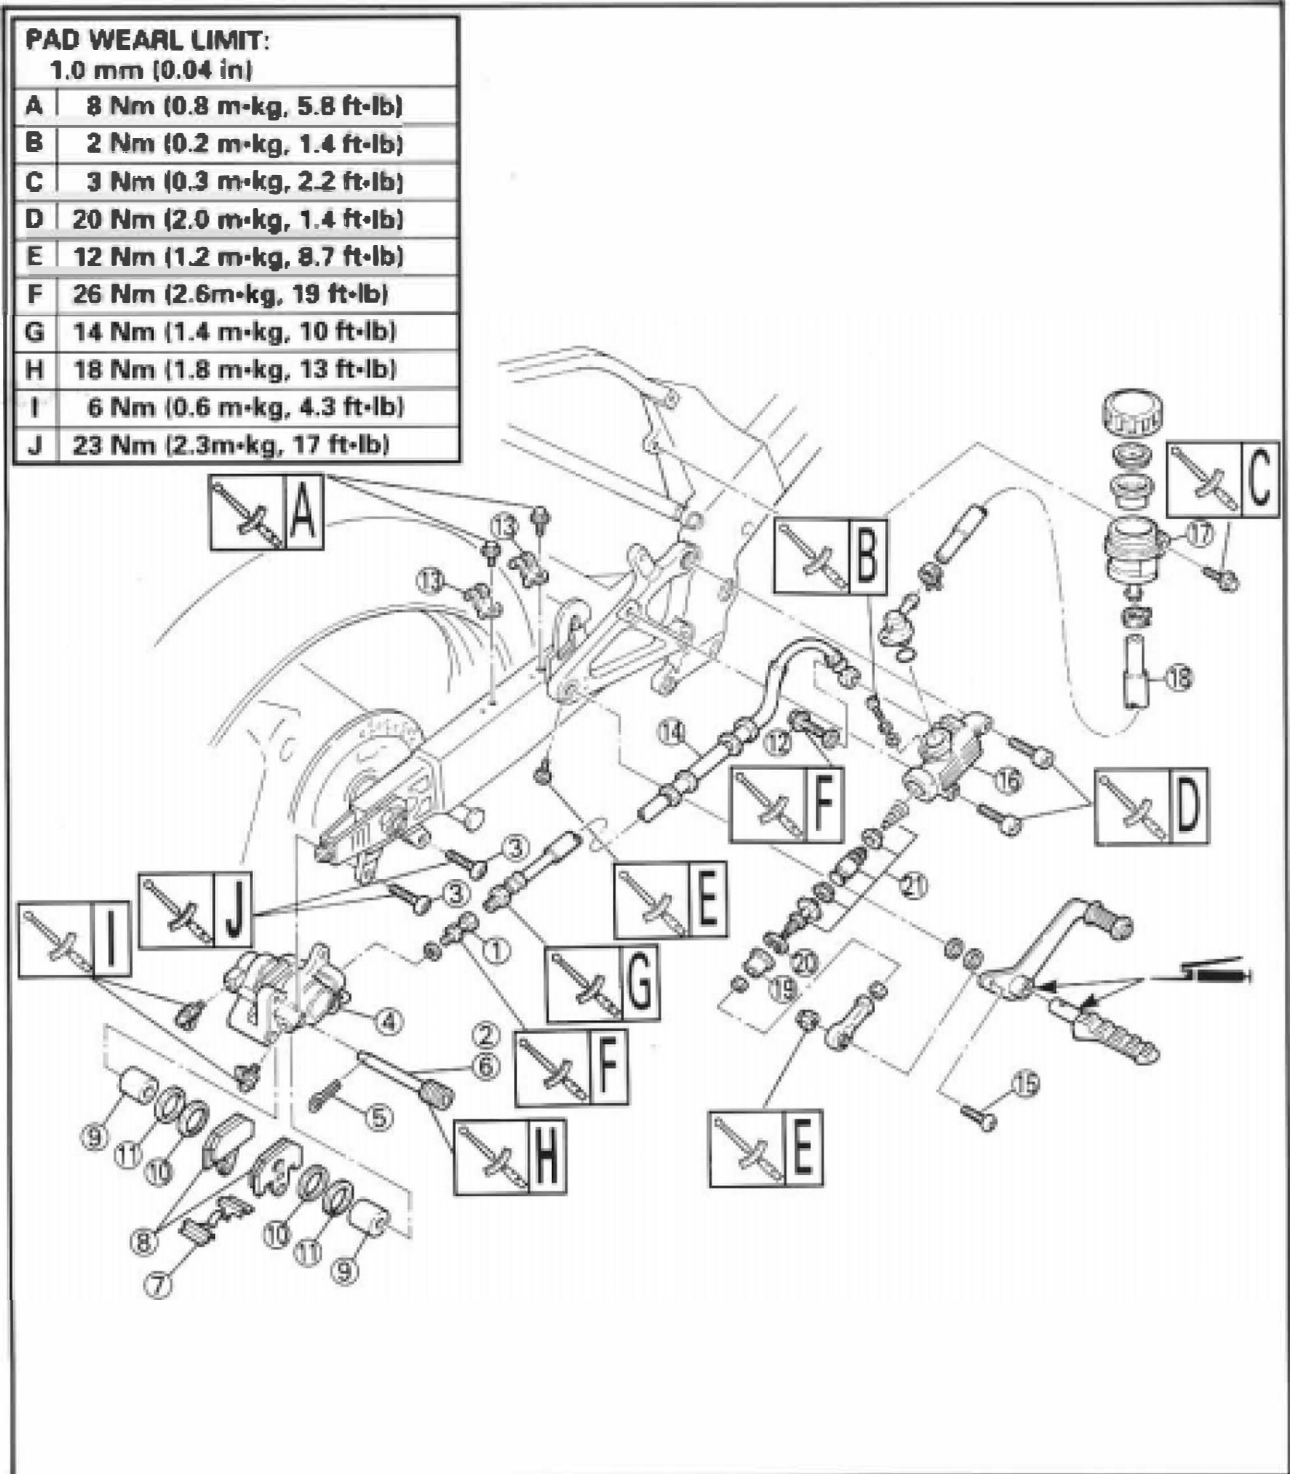 PAD WEARL LIMIT:
1.0 mm (0.04 in)
A 8 Nm (0.8 m•kg, 5.8 ft•lb)
B 2 Nm (0.2 m•kg, 1.4 ft•lb)
C 3 Nm (0.3 m•kg, 2.2 ft•lb)
D 20 Nm (2.0 m•kg, 1.4 ft•lb)
E 12 Nm (1.2 m•kg, 8.7 ft•lb)
F 26 Nm (2.6m•kg, 19 ft•lb)
G 14 Nm (1.4 m•kg, 10 ft•lb)
H 18 Nm (1.8 m•kg, 13 ft•lb)
I 6 Nm (0.6 m•kg, 4.3 ft•lb)
J 23 Nm (2.3m•kg, 17 ft•lb)
A
C
⑬
⑰
B
⑬
⑱
⑭
⑫
⑯
F
D
③
③
㉑
J
E
I
①
G
⑳
⑲
④
②
⑥
F
⑤
⑮
⑨
⑪
⑩
H
E
⑧
⑩
⑪
⑨
⑦